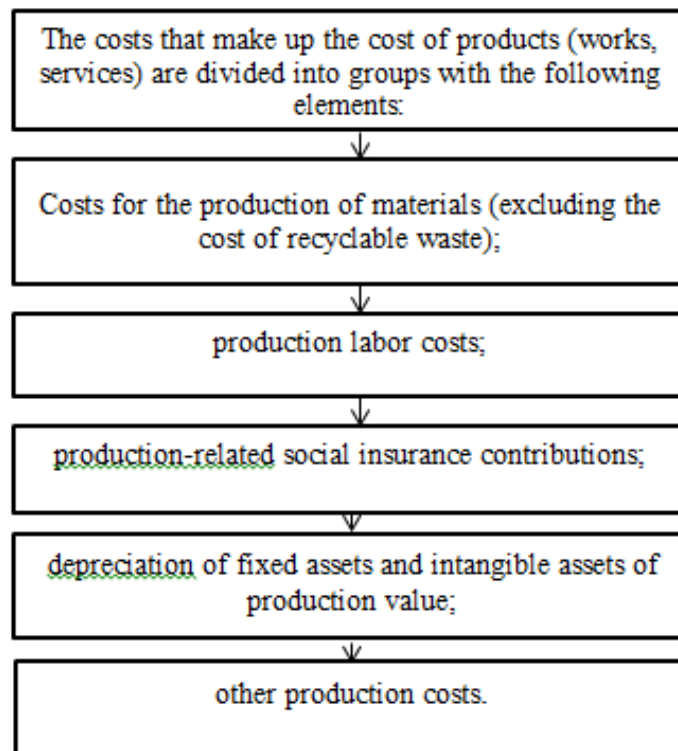 The costs that make up the cost of products (works,
services) are divided into groups with the following
elements:
Costs for the production of materials (excluding the
cost of recyclable waste);
production labor costs;
production-related social insurance contributions;
depreciation of fixed assets and intangible assets of
production value;
other production costs.